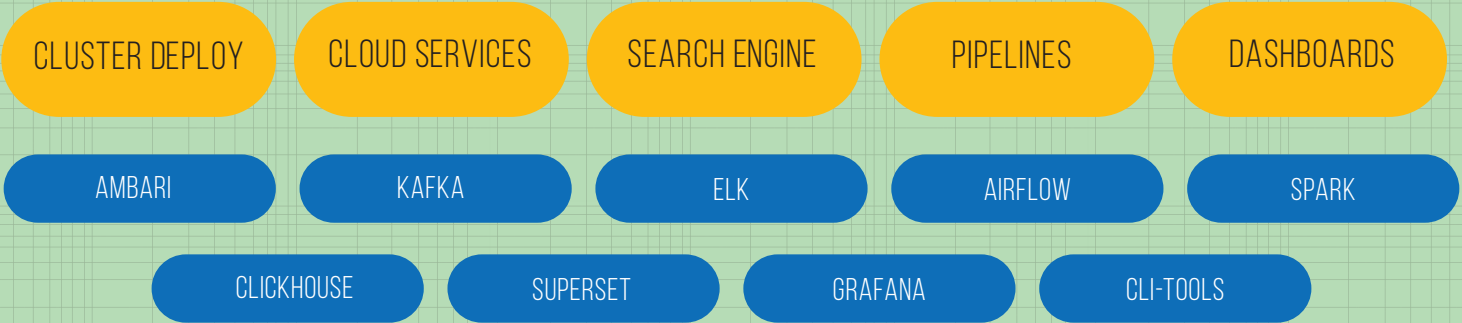 CLUSTER DEPLOY
CLOUD SERVICES
SEARCH ENGINE
PIPELINES
DASHBOARDS
AMBARI
KAFKA
ELK
AIRFLOW
SPARK
CLICKHOUSE
SUPERSET
GRAFANA
CLI-TOOLS